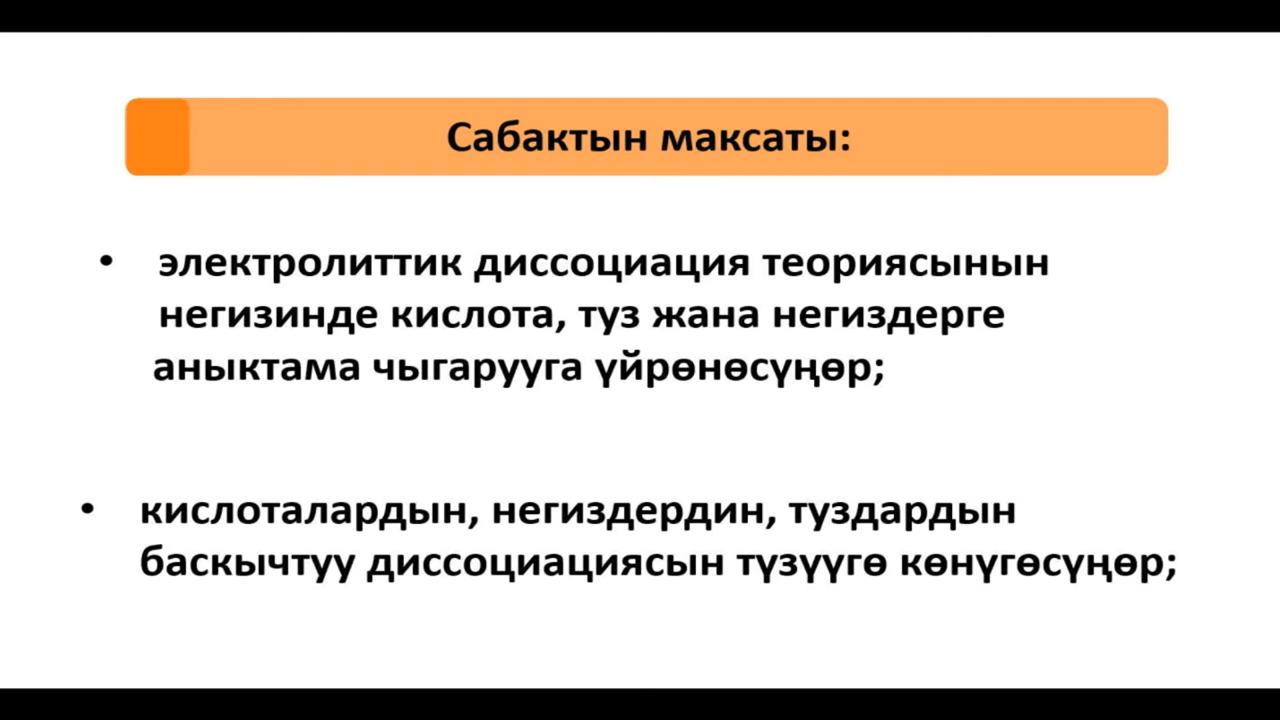 Сабактын максаты:
• электролиттик диссоциация теориясынын
негизинде кислота, туз жана негиздерге
аныктама чыгарууга үйрөнөсүңөр;
• кислоталардын, негиздердин, туздардын
баскычтуу диссоциациясын түзүүгө көнүгөсүңөр;